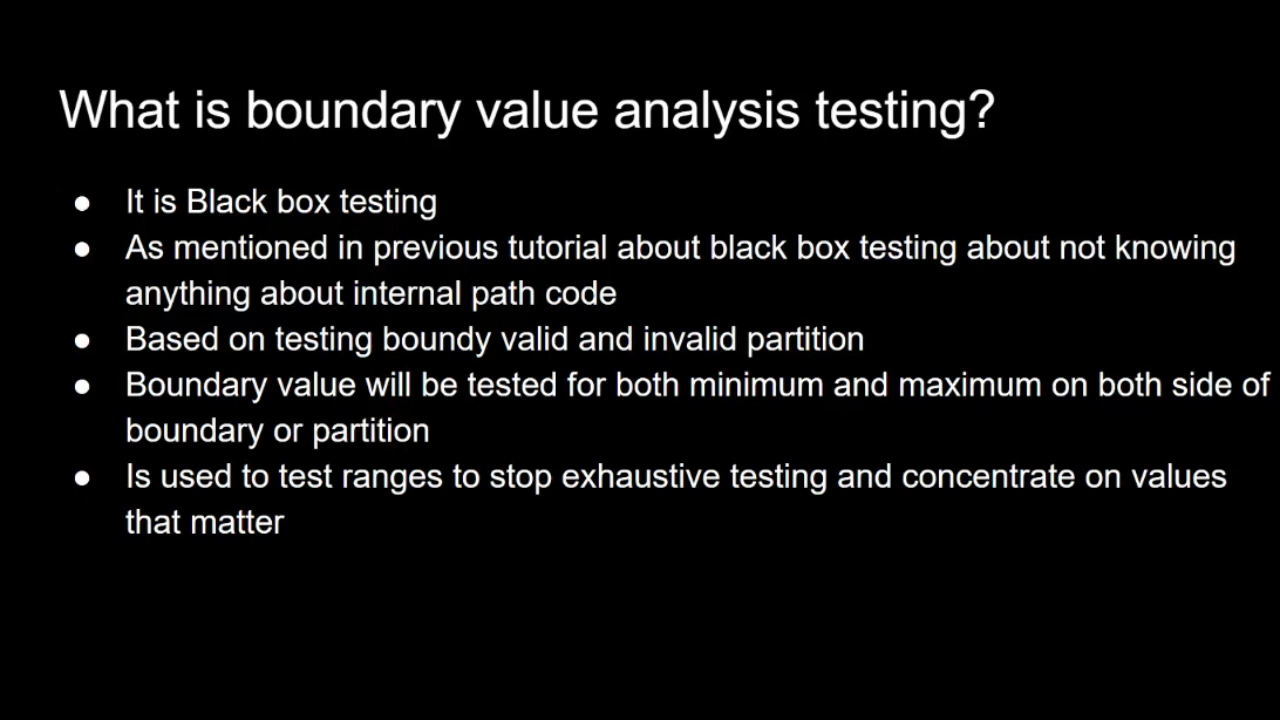 What is boundary value analysis testing?
● It is Black box testing
● As mentioned in previous tutorial about black box testing about not knowing
anything about internal path code
● Based on testing boundy valid and invalid partition
● Boundary value will be tested for both minimum and maximum on both side of
boundary or partition
● Is used to test ranges to stop exhaustive testing and concentrate on values
that matter